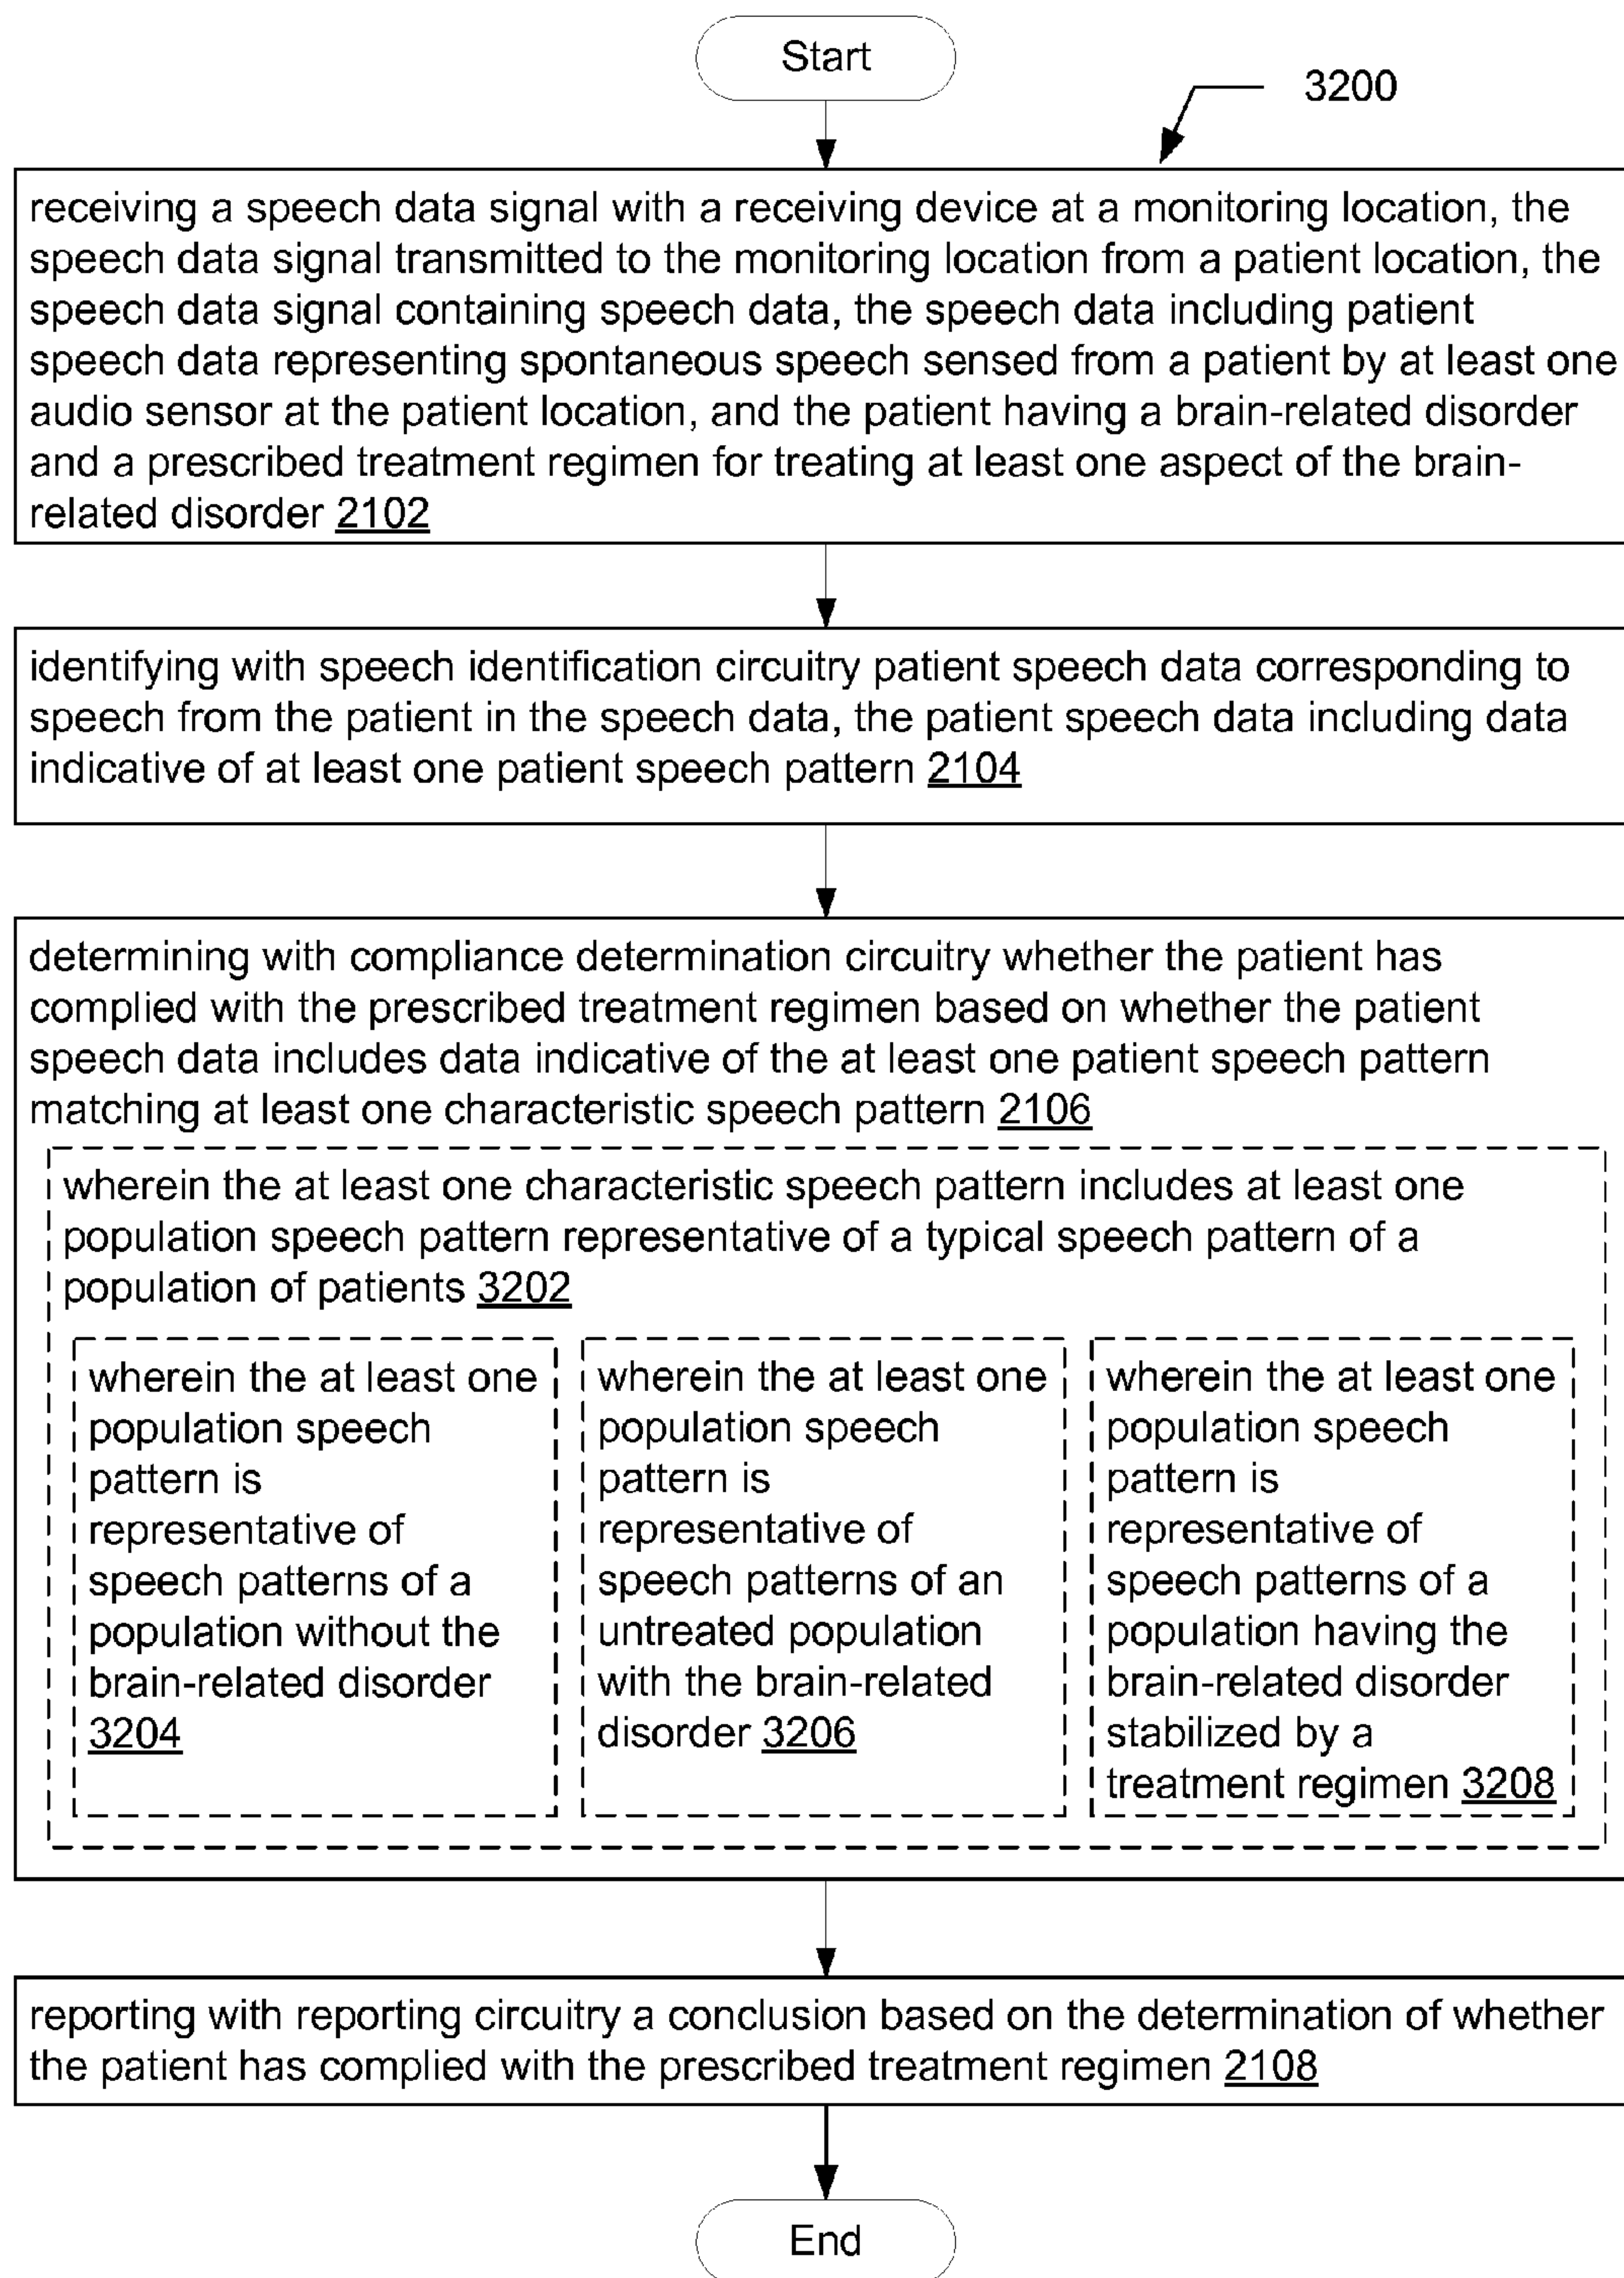 Start
3200
receiving a speech data signal with a receiving device at a monitoring location, the
speech data signal transmitted to the monitoring location from a patient location, the
speech data signal containing speech data, the speech data including patient
speech data representing spontaneous speech sensed from a patient by at least one
audio sensor at the patient location, and the patient having a brain-related disorder
and a prescribed treatment regimen for treating at least one aspect of the brain-
related disorder 2102
identifying with speech identification circuitry patient speech data corresponding to
speech from the patient in the speech data, the patient speech data including data
indicative of at least one patient speech pattern 2104
determining with compliance determination circuitry whether the patient has
complied with the prescribed treatment regimen based on whether the patient
speech data includes data indicative of the at least one patient speech pattern
matching at least one characteristic speech pattern 2106
wherein the at least one characteristic speech pattern includes at least one
population speech pattern representative of a typical speech pattern of a
population of patients 3202
wherein the at least one
population speech
pattern is
representative of
speech patterns of a
population without the
brain-related disorder
3204
wherein the at least one
population speech
pattern is
representative of
speech patterns of an
untreated population
with the brain-related
disorder 3206
wherein the at least one
population speech
pattern is
representative of
speech patterns of a
population having the
brain-related disorder
stabilized by a
treatment regimen 3208
reporting with reporting circuitry a conclusion based on the determination of whether
the patient has complied with the prescribed treatment regimen 2108
End